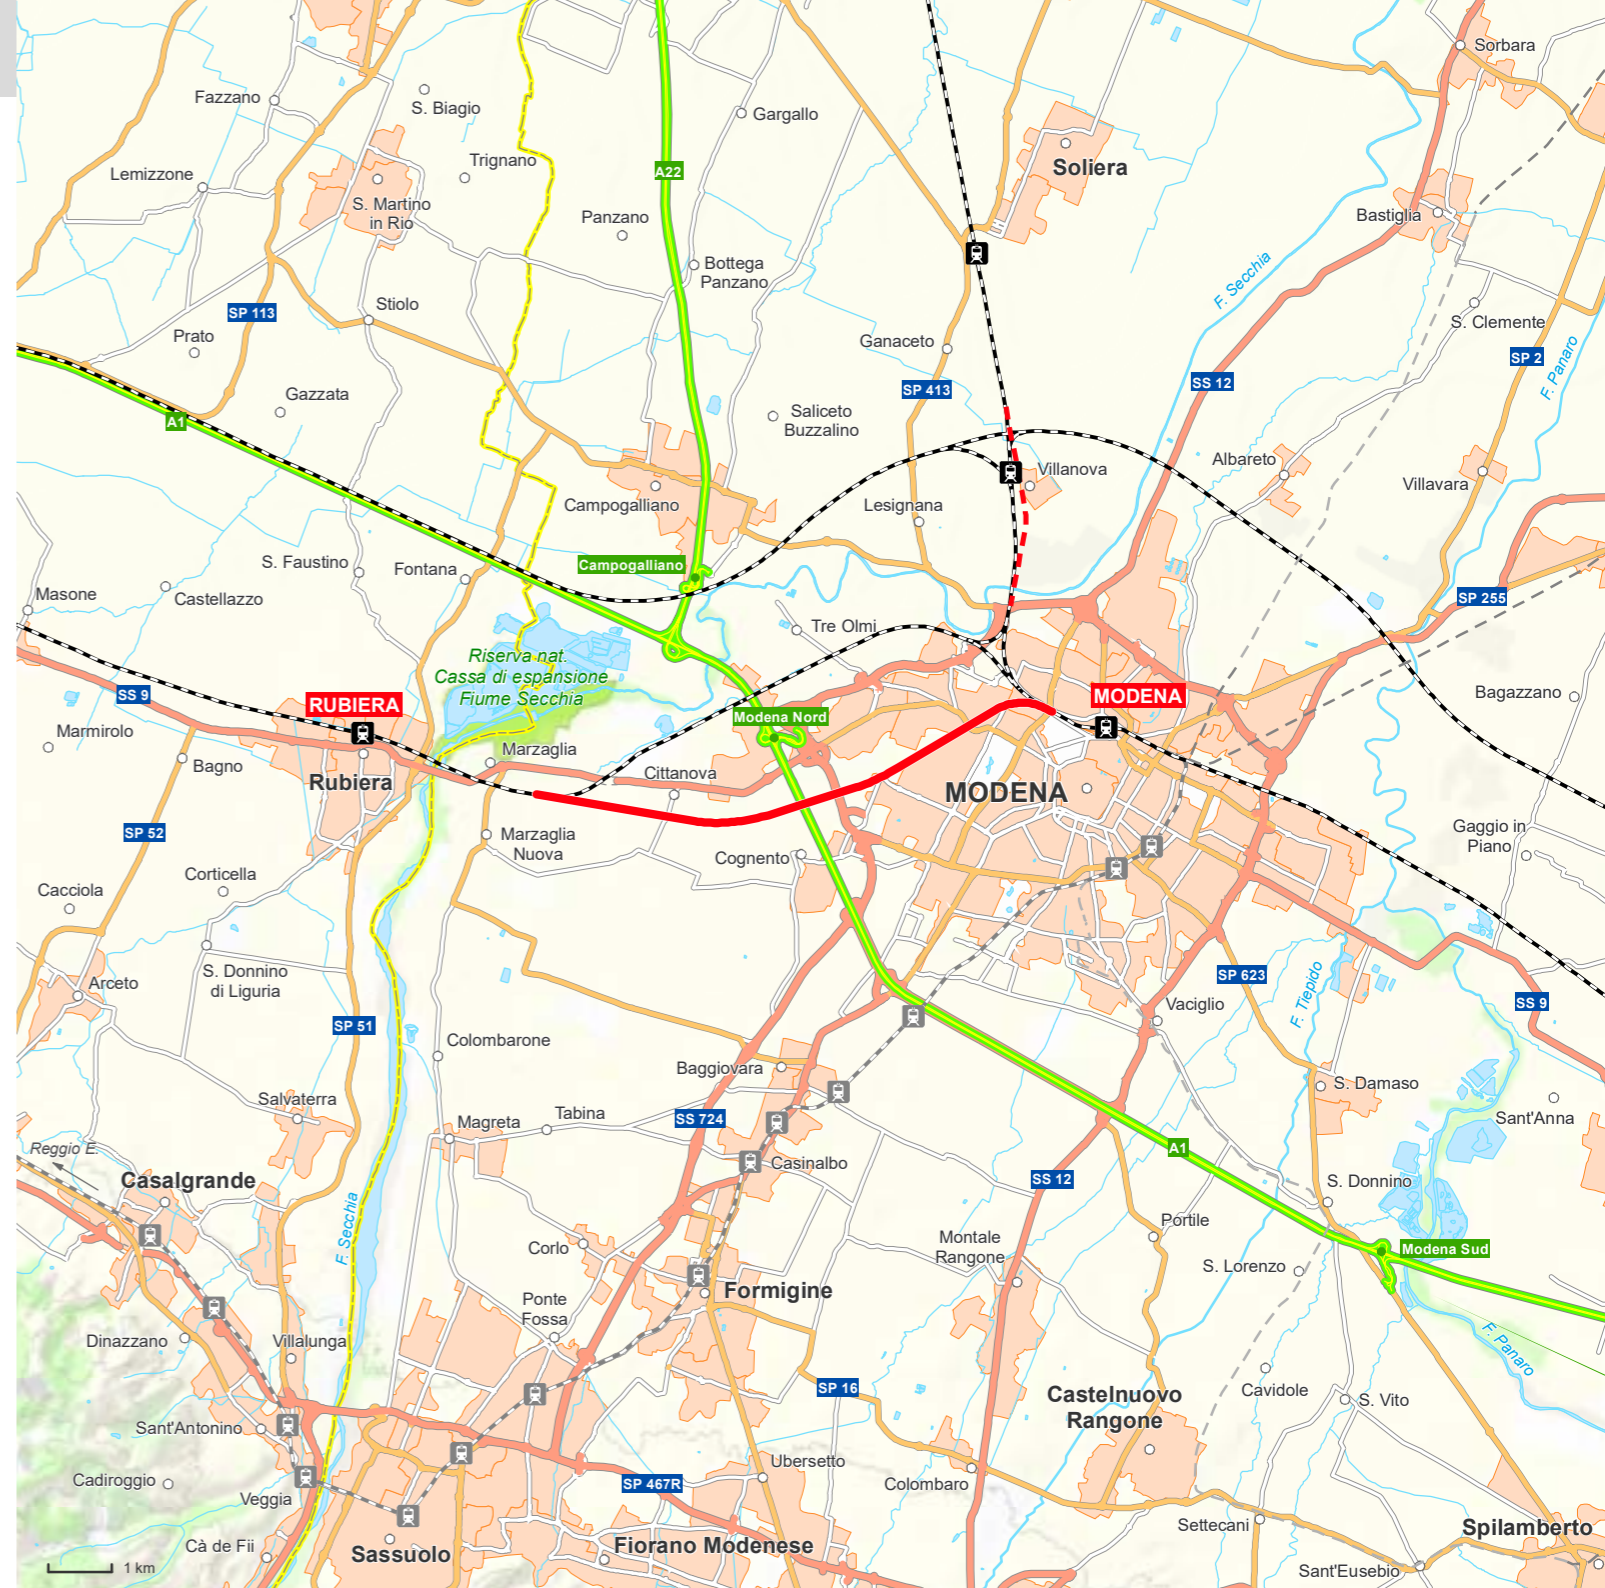 Sorbara
Fazzano
S. Biagio
Gargallo
Trignano
A22
Soliera
Lemizzone
S. Martino
in Rio
Panzano
Bastiglia
Bottega
Panzano
F. Secchia
SP 113
Stiolo
S. Clemente
Prato
Ganaceto
SP 2
F. Panaro
SP 413
SS 12
Gazzata
A1
Saliceto
Buzzalino
Albareto
Villanova
Villavara
Campogalliano
Lesignana
S. Faustino
Fontana
Campogalliano
Masone
Castellazzo
SP 255
Tre Olmi
Riserva nat.
Cassa di espansione
Fiume Secchia
SS 9
RUBIERA
MODENA
Bagazzano
Modena Nord
Marmirolo
Bagno
Marzaglia
Rubiera
Cittanova
MODENA
SP 52
Marzaglia
Nuova
Cognento
Gaggio in
Piano
Corticella
Cacciola
S. Donnino
di Liguria
Arceto
SP 623
F. Tiepido
SS 9
Vaciglio
SP 51
Colombarone
Baggiovara
S. Damaso
Salvaterra
Magreta
Tabina
SS 724
Sant'Anna
Reggio E.
A1
Casinalbo
Casalgrande
SS 12
S. Donnino
F. Secchia
Portile
Corlo
Montale
Rangone
Modena Sud
S. Lorenzo
Formigine
Ponte
Fossa
Dinazzano
Villalunga
F. Panaro
SP 16
Castelnuovo
Rangone
Cavidole
S. Vito
Sant'Antonino
Cadiroggio
Ubersetto
SP 467R
Colombaro
Veggia
Settecani
Spilamberto
Cà de Fii
Sassuolo
Fiorano Modenese
1 km
Sant'Eusebio